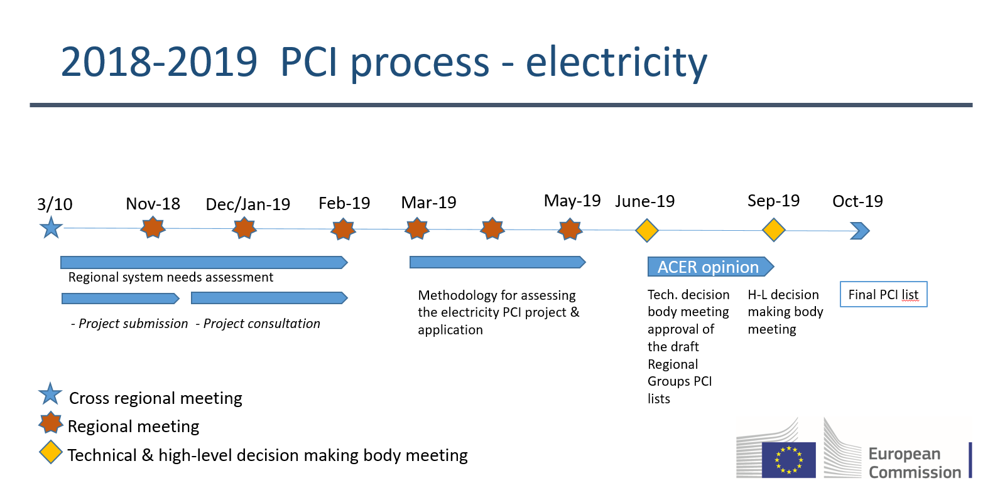 2018-2019 PCI process - electricity
3/10 Nov-18 Dec/Jan-19 Feb-19 Mar-19 May-19 June-19 Sep-19 Oct-19
Regional system needs assessment
- Project submission - Project consultation
Methodology for assessing
the electricity PCI project &
application
ACER opinion
Tech. decision
body meeting
approval of
the draft
Regional
Groups PCI
lists
H-L decision
making body
meeting
Final PCI list
Cross regional meeting
Regional meeting
Technical & high-level decision making body meeting
European
Commission